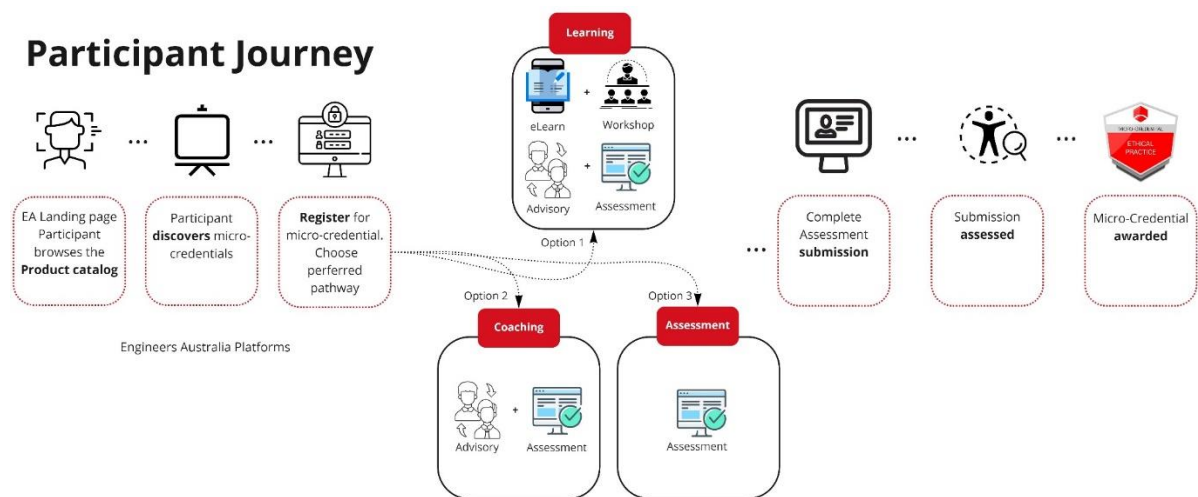 Participant Journey
EA Landing page
Participant
browses the
Product catalog
Participant
discovers micro-
credentials
Register for
micro-credential.
Choose
perferred
pathway
Engineers Australia Platforms
Learning
eLearn
+
Workshop
Advisory
+
Assessment
Option 1
Option 2
Coaching
Advisory
+
Assessment
Option 3
Assessment
Assessment
Complete
Assessment
submission
Submission
assessed
MICRO-CREDENTIAL
ETHICAL
PRACTICE
Micro-Credential
awarded